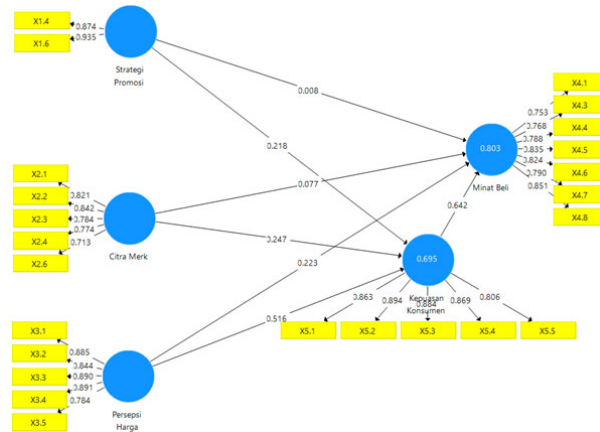 X1.4
0.874
X1.6
0.935
Strategi
Promosi
0.008
0.218
X2.1
X2.2
X2.3
X2.4
X2.6
0.821
0.842
0.784
0.774
0.713
Citra Merk
0.077
0.247
X3.1
X3.2
X3.3
X3.4
X3.5
0.885
0.844
0.890
0.891
0.784
Persepsi
Harga
0.223
0.516
0.803
Minat Beli
0.642
0.753
0.768
0.788
0.835
0.824
0.790
0.851
X4.1
X4.3
X4.4
X4.5
X4.6
X4.7
X4.8
0.695
Kepuasan
Konsumen
0.863
0.894
0.884
0.869
0.806
X5.1
X5.2
X5.3
X5.4
X5.5